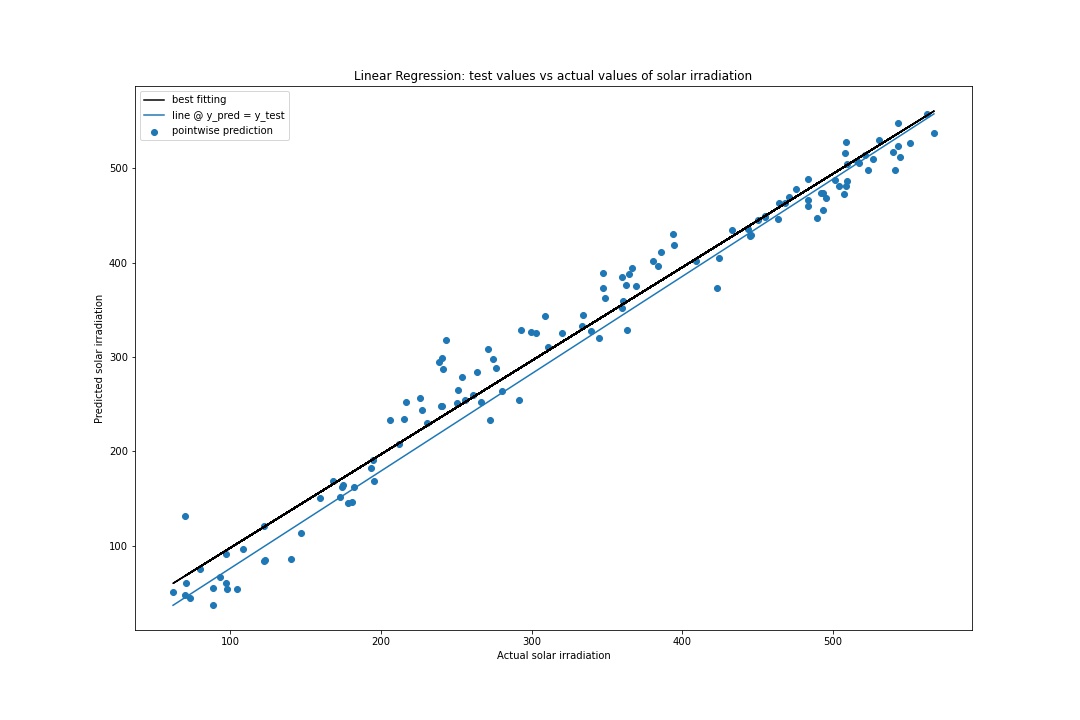 Linear Regression: test values vs actual values of solar irradiation
best fitting
line @ y_pred = y_test
pointwise prediction
Predicted solar irradiation
500
400
300
200
100
100 200 300 400 500
Actual solar irradiation